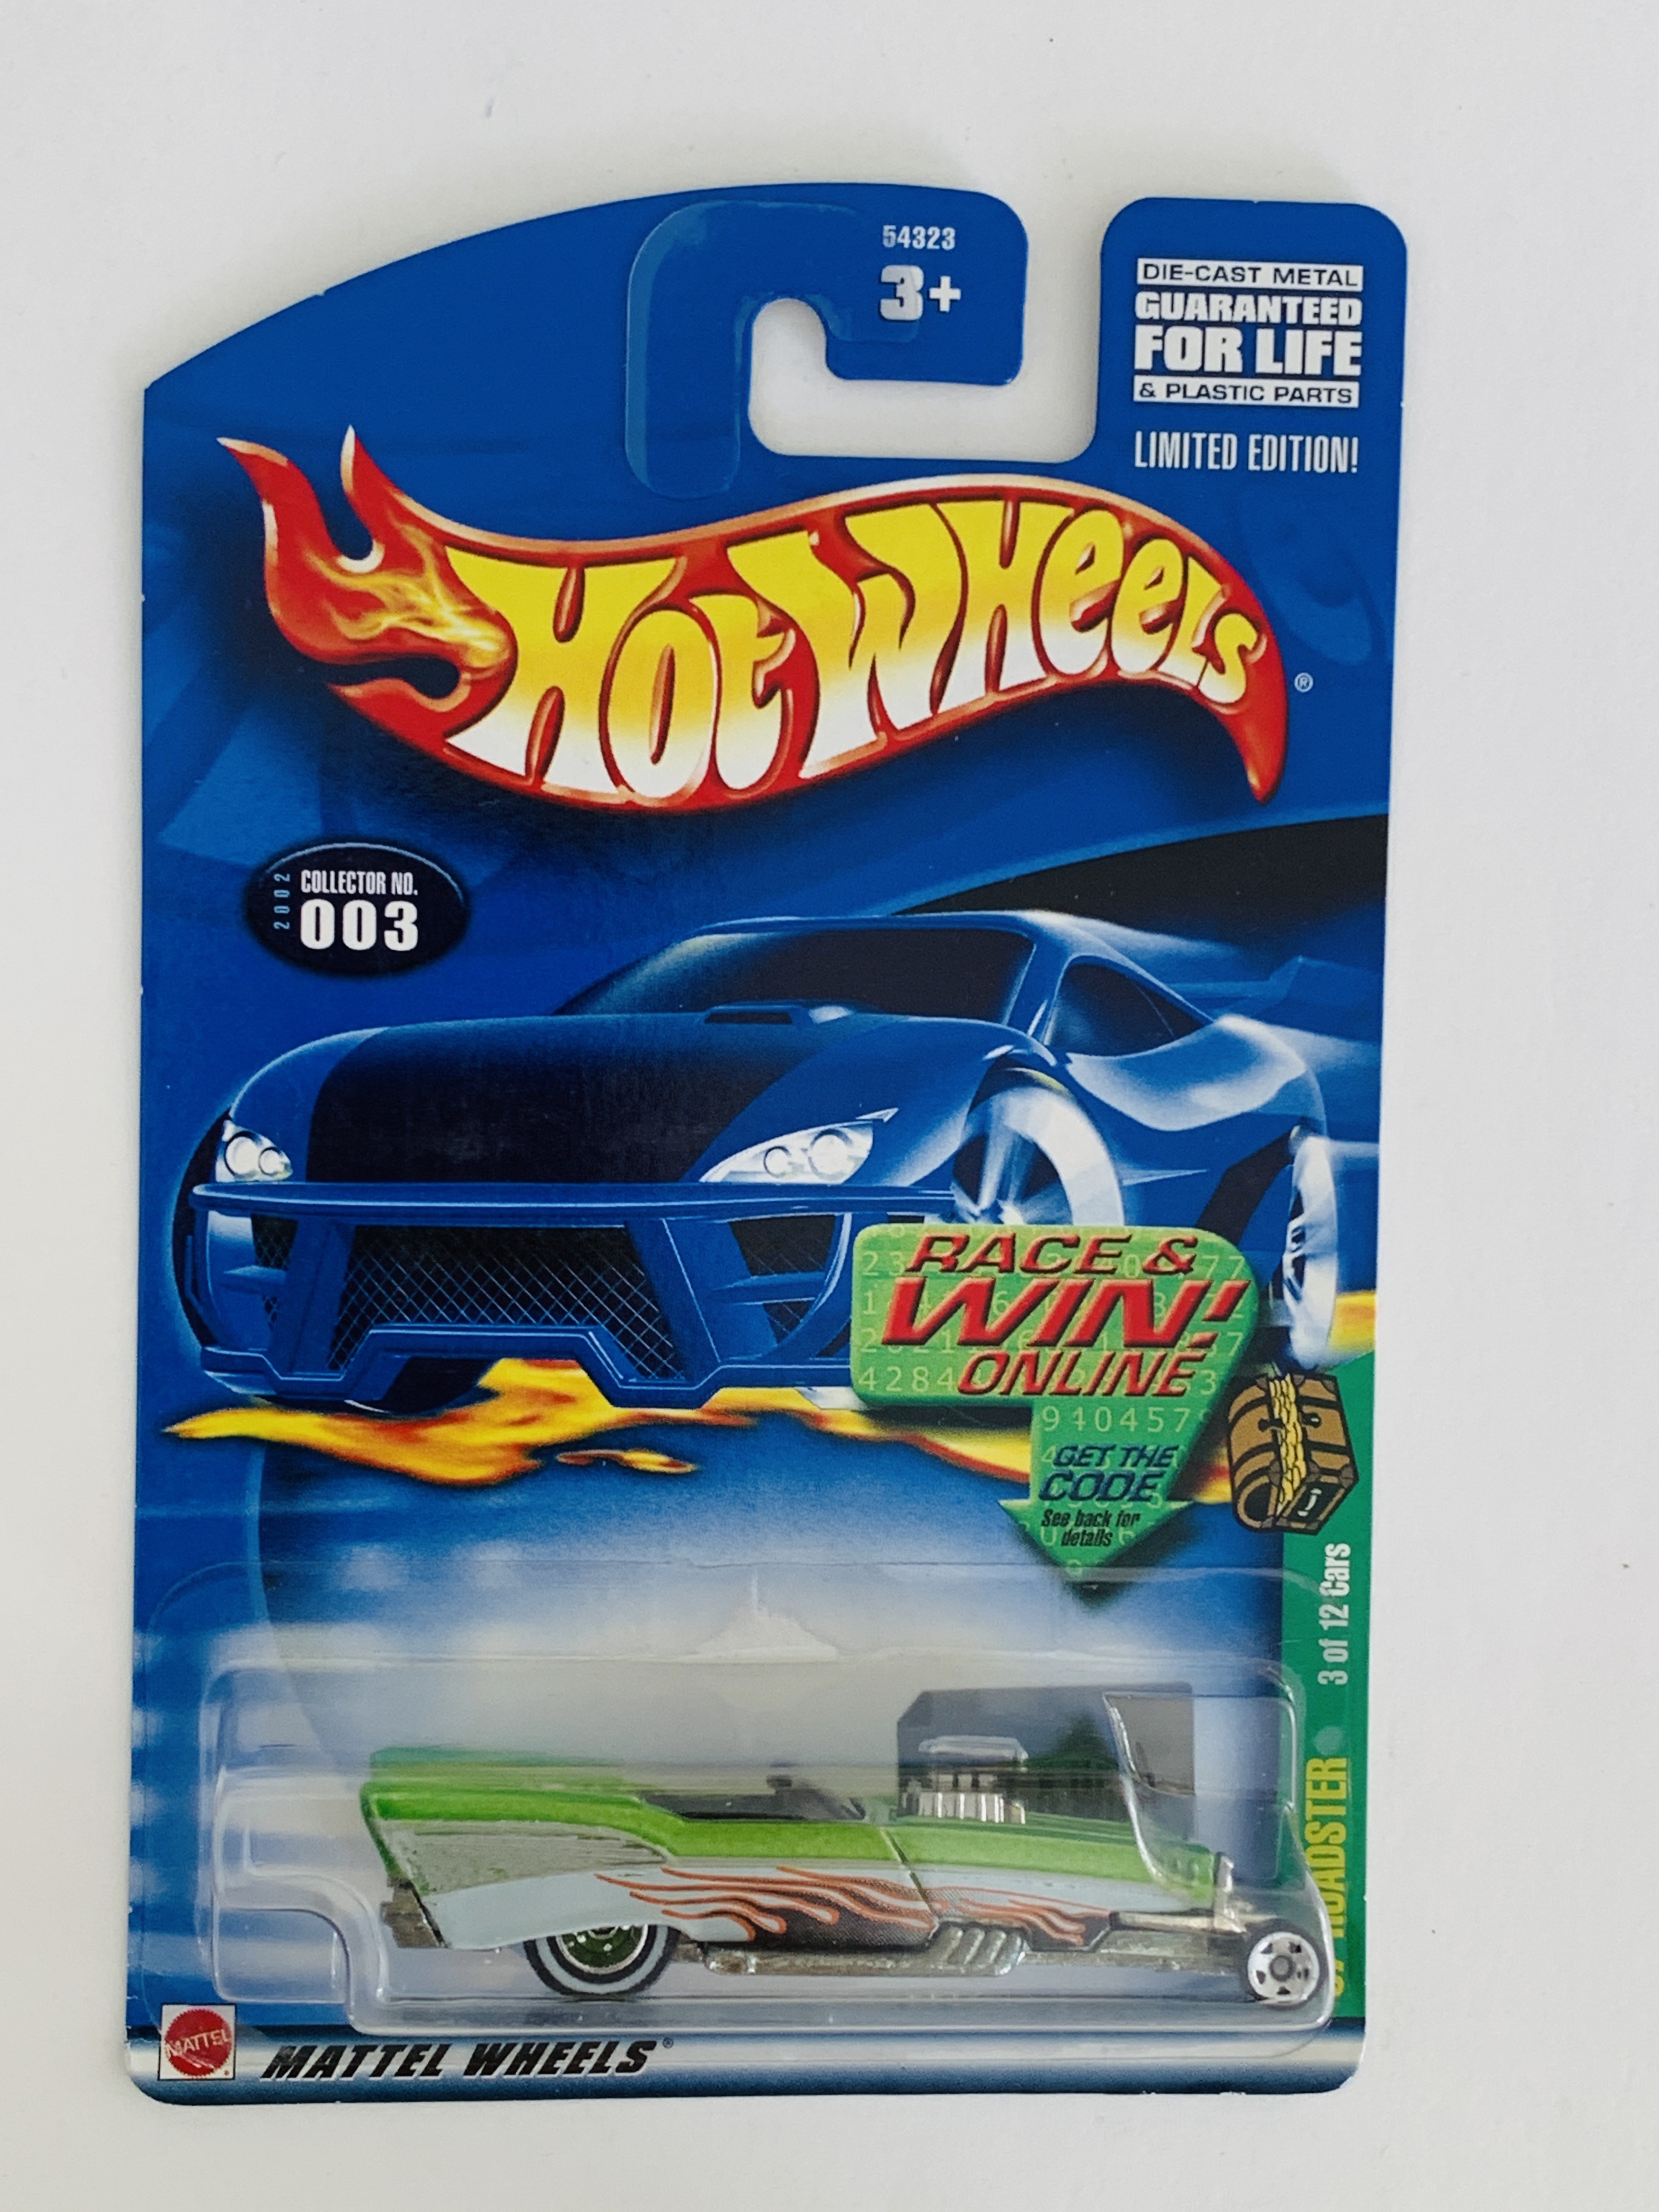 54323
3+
DIE-CAST METAL
GUARANTEED
FOR LIFE
& PLASTIC PARTS
LIMITED EDITION!
HOT WHEELS®
2002
COLLECTOR NO.
003
RACE &
WIN!
ONLINE
GET THE
CODE
See back for
details
3 of 12 Cars
ROADSTER
MATTEL
MATTEL WHEELS®